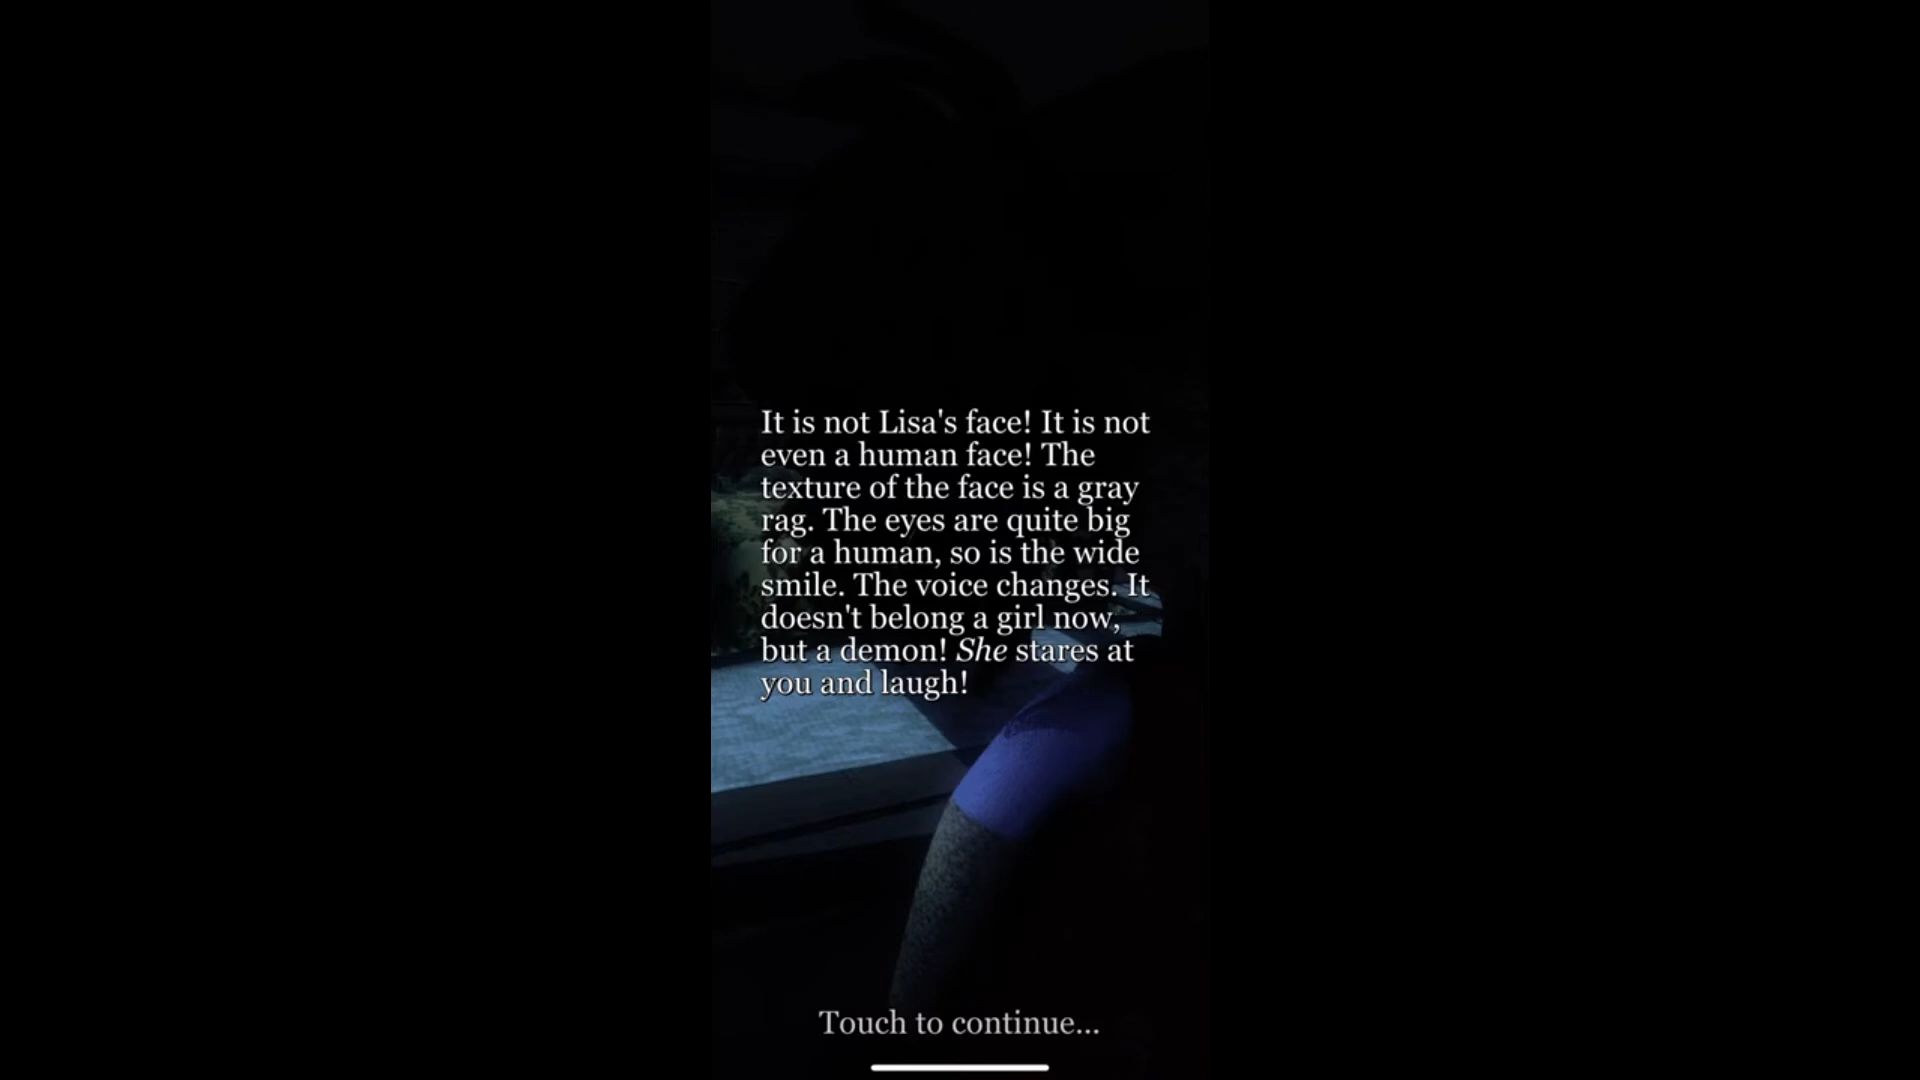 It is not Lisa's face! It is not
even a human face! The
texture of the face is a gray
rag. The eyes are quite big
for a human, so is the wide
smile. The voice changes. It
doesn't belong a girl now,
but a demon! She stares at
you and laugh!
Touch to continue...